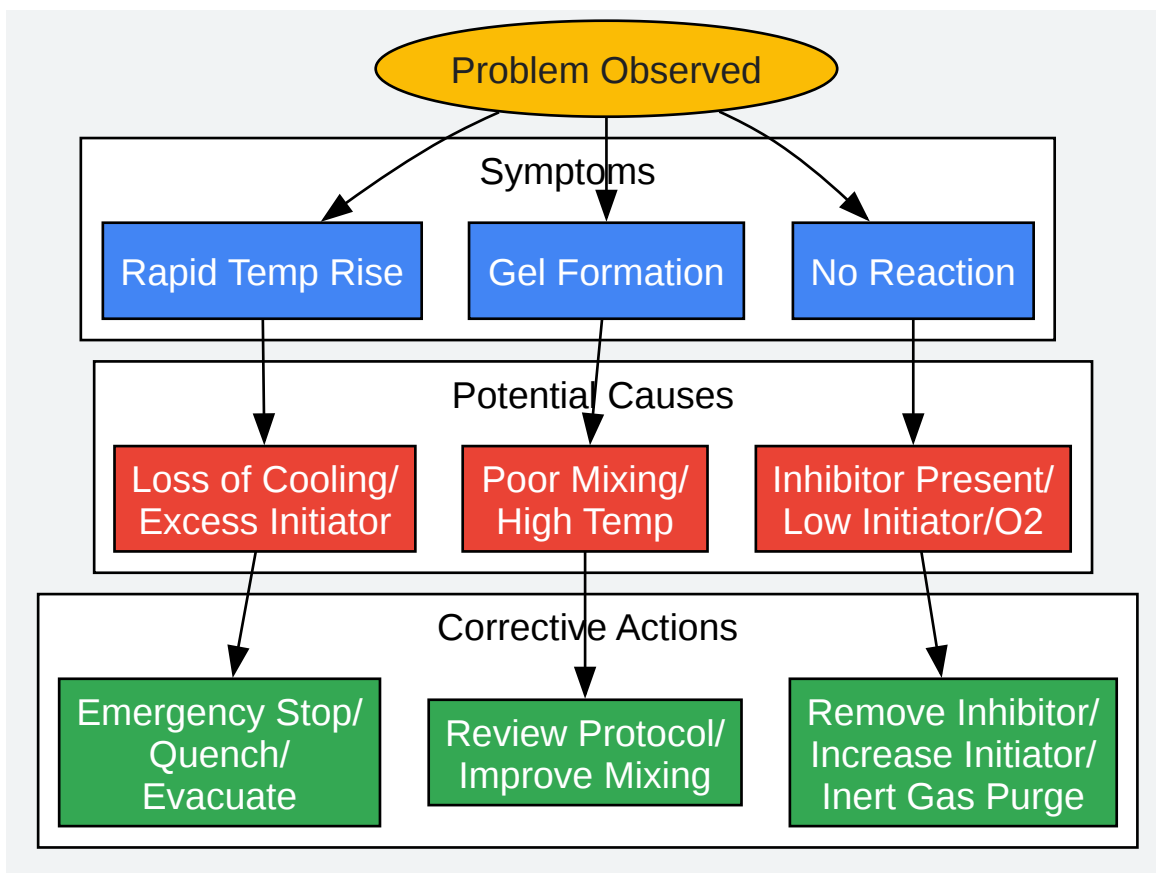 Problem Observed
Symptoms
Rapid Temp Rise
Gel Formation
No Reaction
Potential Causes
Loss of Cooling/
Excess Initiator
Poor Mixing/
High Temp
Inhibitor Present/
Low Initiator/O2
Corrective Actions
Emergency Stop/
Quench/
Evacuate
Review Protocol/
Improve Mixing
Remove Inhibitor/
Increase Initiator/
Inert Gas Purge